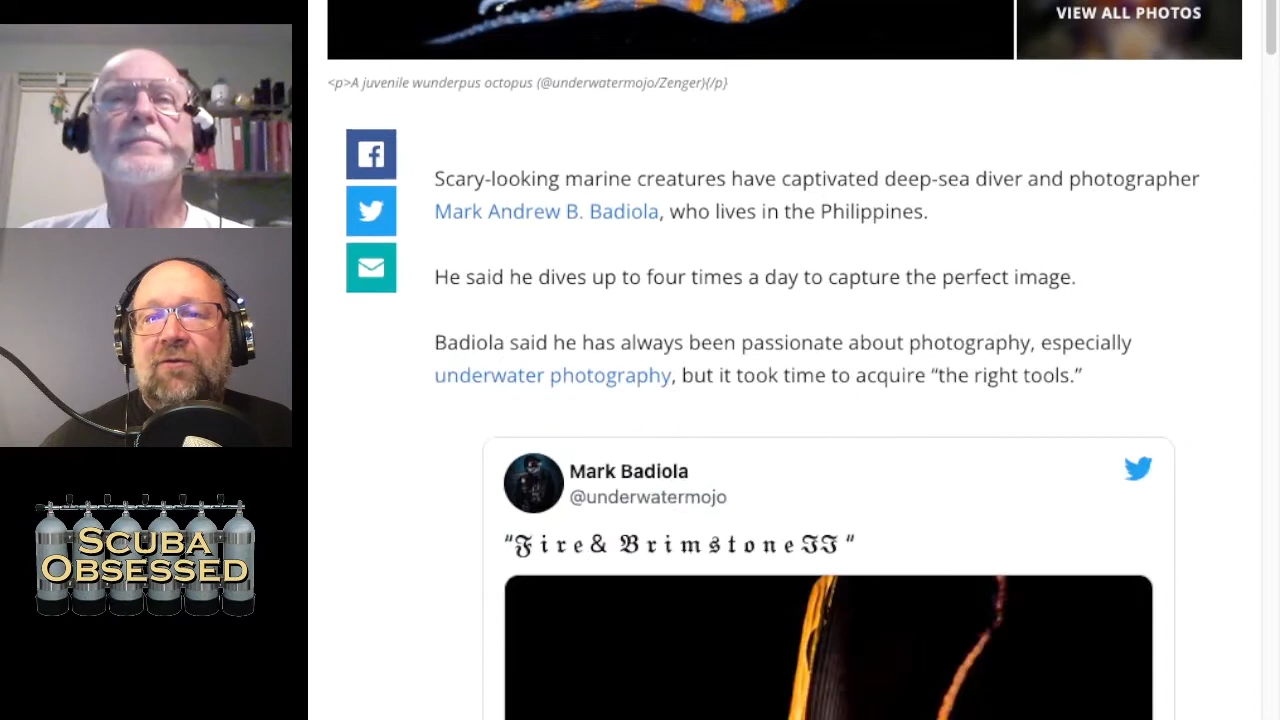 VIEW ALL PHOTOS
<p>A juvenile wunderpus octopus (@underwatermojo/Zenger){/p}
Scary-looking marine creatures have captivated deep-sea diver and photographer
Mark Andrew B. Badiola, who lives in the Philippines.
He said he dives up to four times a day to capture the perfect image.
Badiola said he has always been passionate about photography, especially
underwater photography, but it took time to acquire “the right tools.”
Mark Badiola
@underwatermojo
“𝕱 𝖎 𝖗 𝖊 & 𝕭 𝖗 𝖎 𝖒 𝖘 𝖙 𝖔 𝖓 𝖊 𝕴𝕴 “
SCUBA
OBSESSED